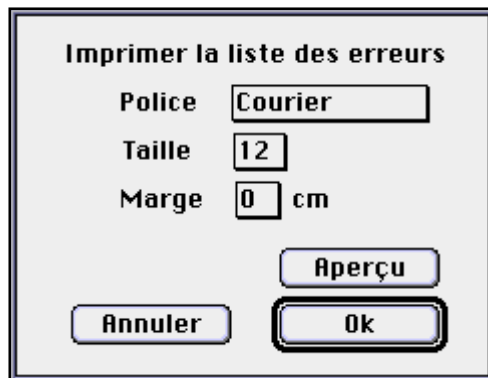 Imprimer la liste des erreurs
Police Courier
Taille 12
Marge 0 cm
Aperçu
Annuler Ok